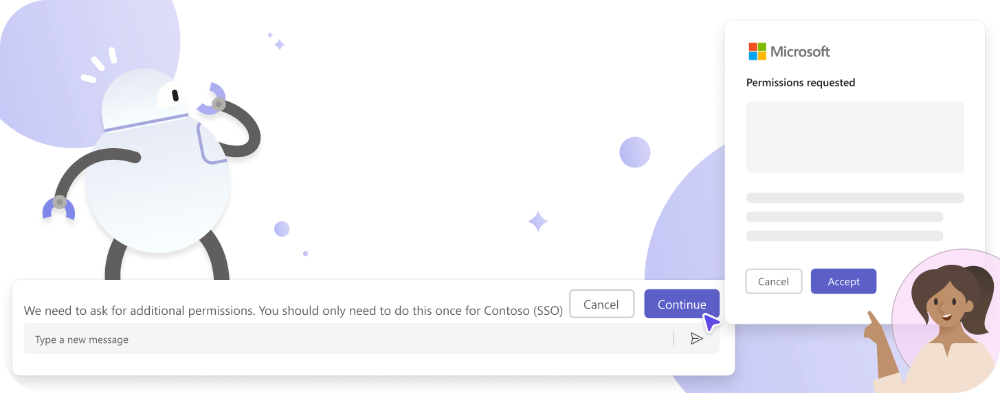 Microsoft
Permissions requested
Cancel
Accept
We need to ask for additional permissions. You should only need to do this once for Contoso (SSO)
Cancel
Continue
Type a new message